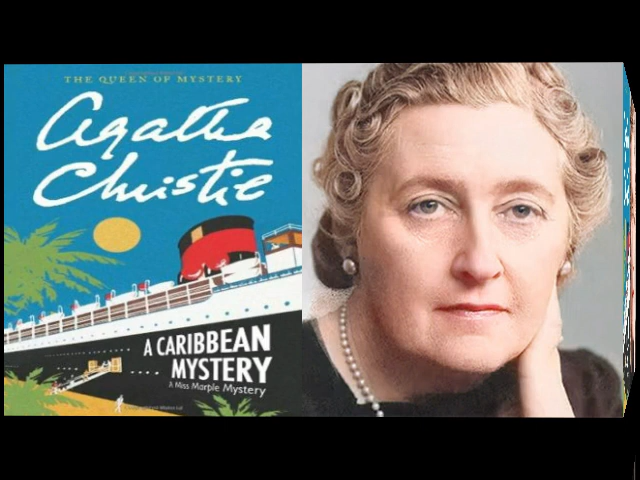 THE QUEEN OF MYSTERY
Agatha
Christie
A CARIBBEAN
MYSTERY
A Miss Marple Mystery